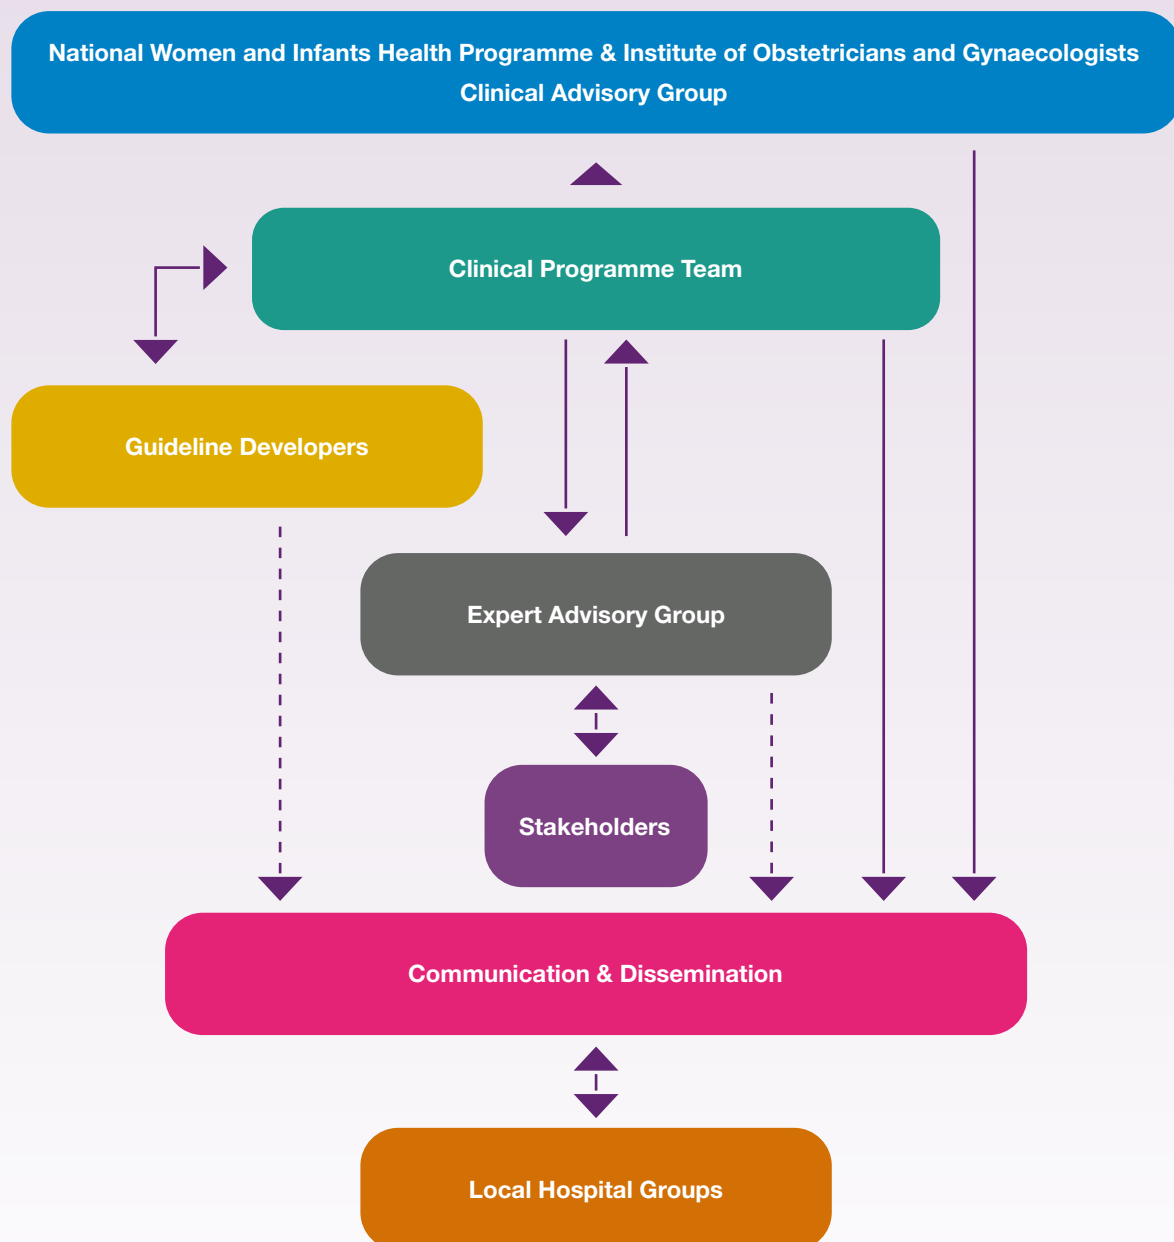 National Women and Infants Health Programme & Institute of Obstetricians and Gynaecologists
Clinical Advisory Group
Clinical Programme Team
Guideline Developers
Expert Advisory Group
Stakeholders
Communication & Dissemination
Local Hospital Groups